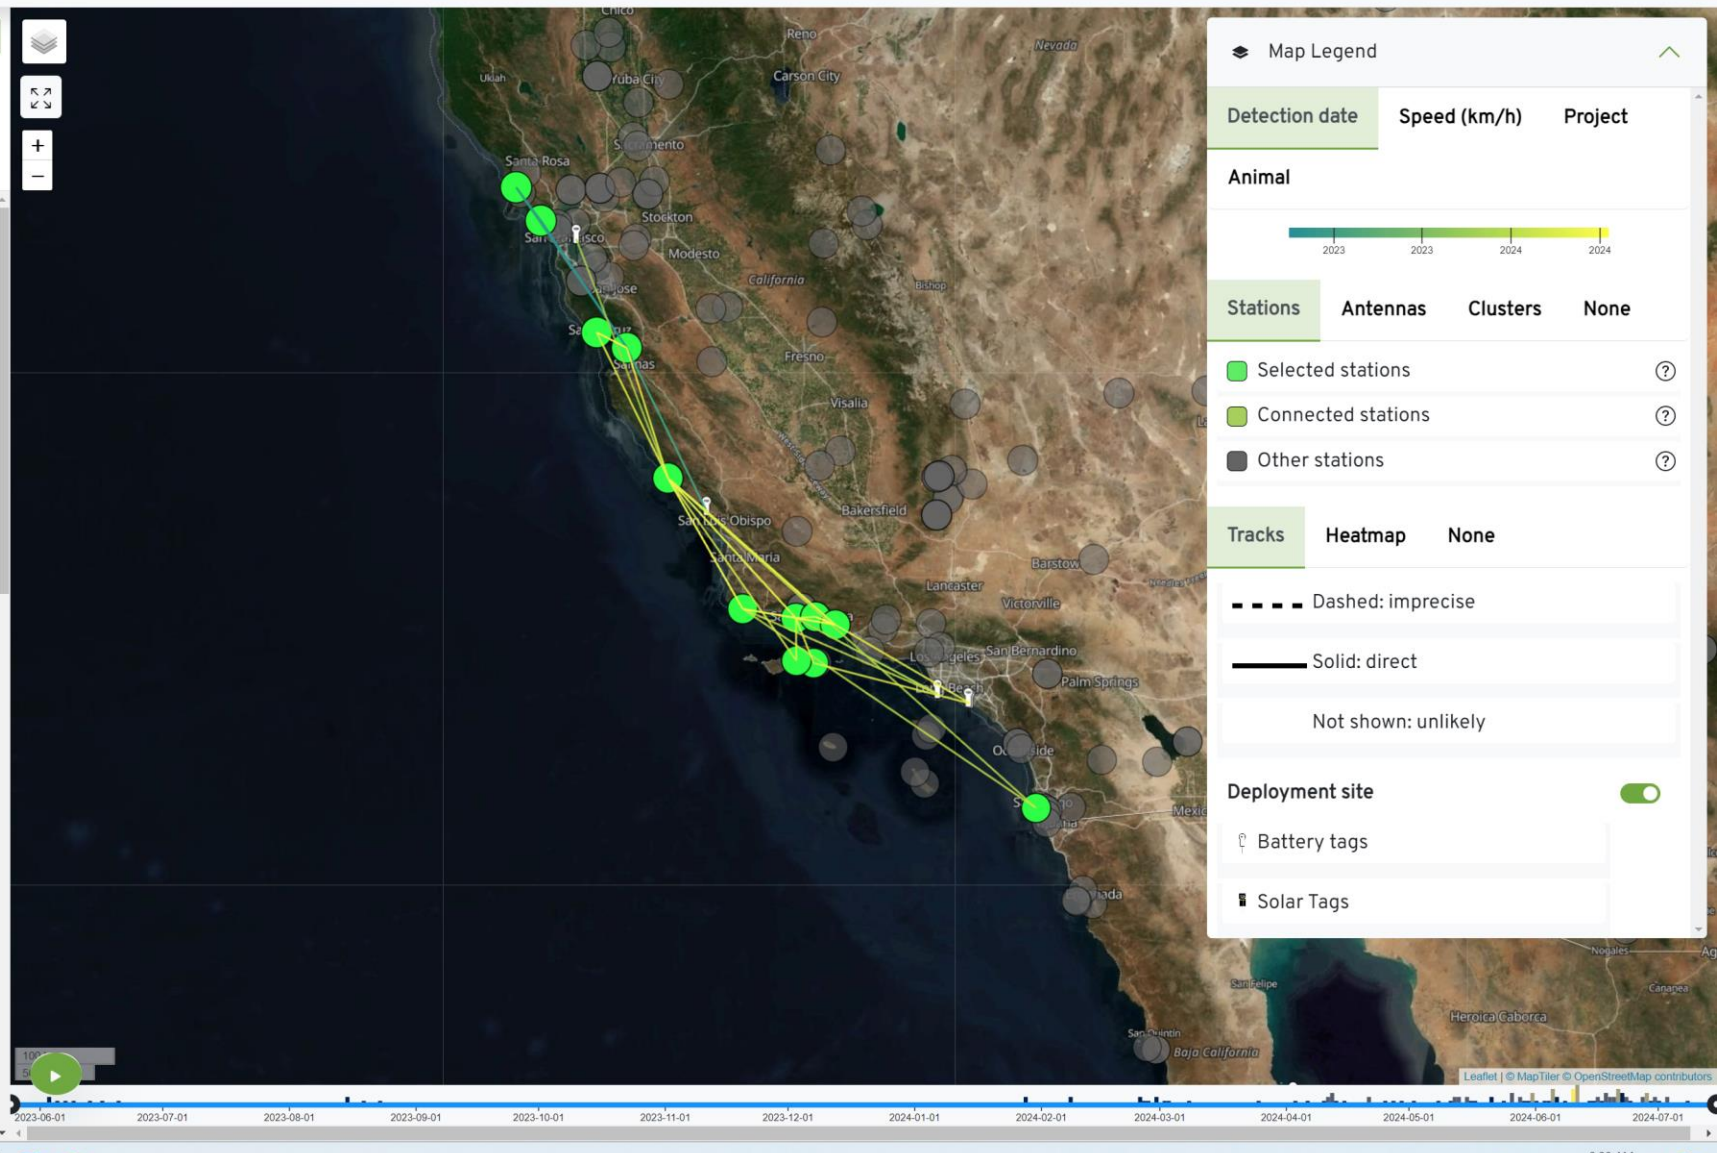 Chico
Reno
Nevada
Ukiah
Yuba City
Carson City
Sacramento
Santa Rosa
Stockton
Modesto
California
Bishop
Fresno
Visalia
San Luis Obispo
Bakersfield
Santa Maria
Barstow
Lancaster
Victorville
San Bernardino
Palm Springs
San Felipe
Nogales
Cananea
Heroica Caborca
San Quintin
Baja California
Map Legend
Detection date
Speed (km/h)
Project
Animal
2023
2023
2024
2024
Stations
Antennas
Clusters
None
Selected stations
?
Connected stations
?
Other stations
?
Tracks
Heatmap
None
Dashed: imprecise
Solid: direct
Not shown: unlikely
Deployment site
Battery tags
Solar Tags
Leaflet | © MapTiler © OpenStreetMap contributors
2023-06-01
2023-07-01
2023-08-01
2023-09-01
2023-10-01
2023-11-01
2023-12-01
2024-01-01
2024-02-01
2024-03-01
2024-04-01
2024-05-01
2024-06-01
2024-07-01